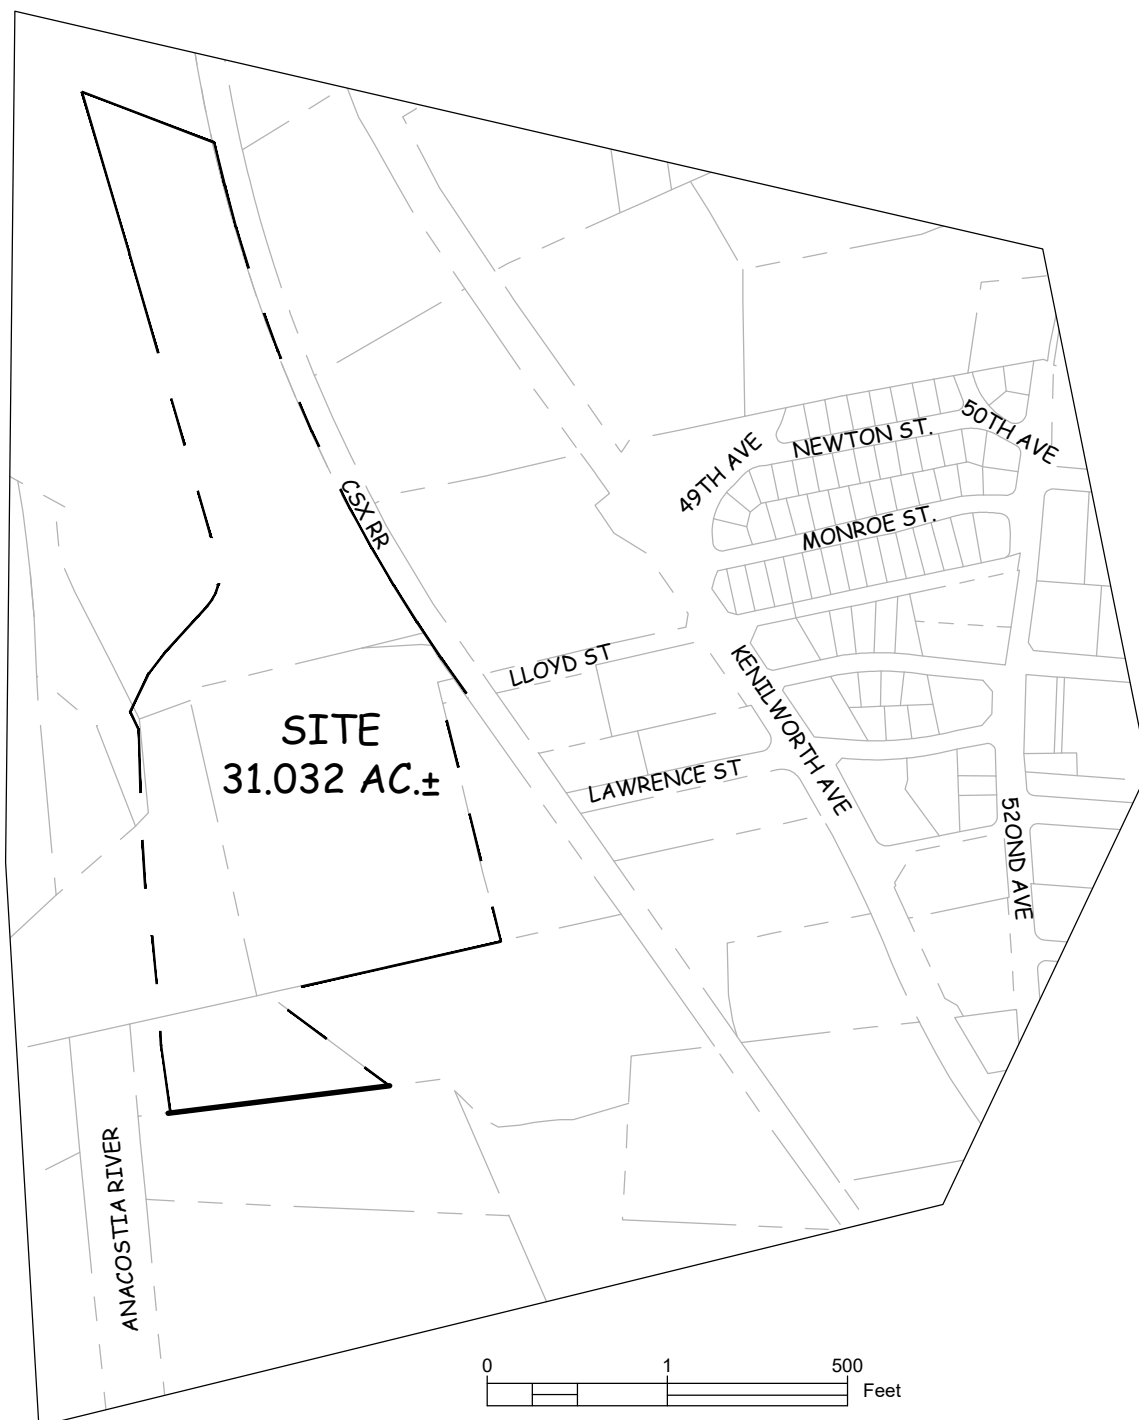 50TH AVE
NEWTON ST.
49TH AVE
MONROE ST.
CSX RR
LLOYD ST
KENILWORTH AVE
SITE
31.032 AC.±
LAWRENCE ST
52OND AVE
ANACOSTIA RIVER
0 1 500
Feet